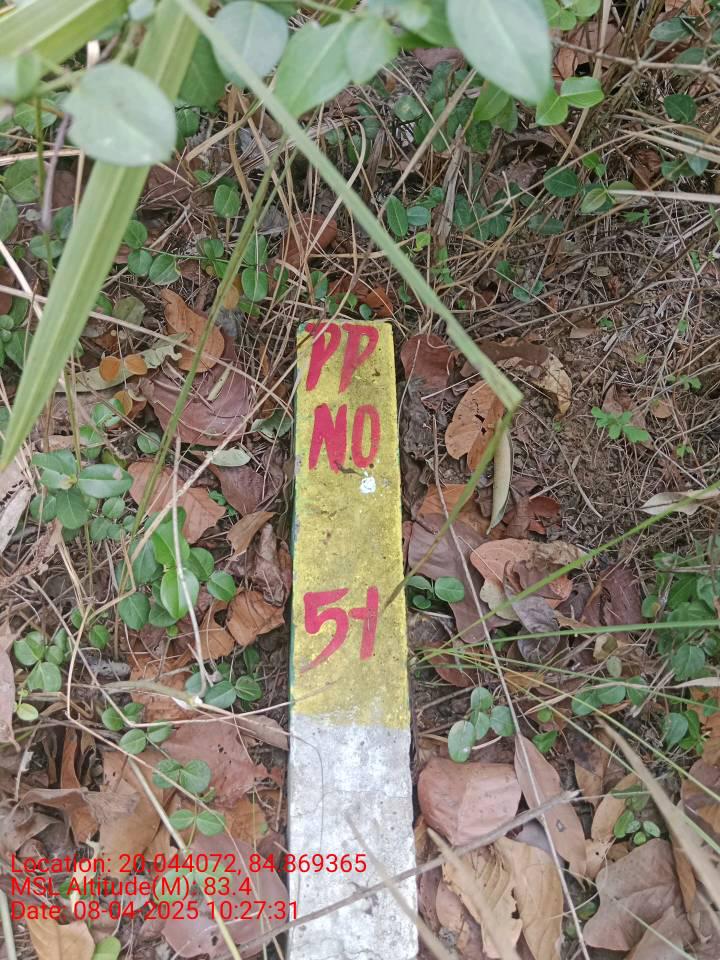 PP
NO
51
Location: 20.044072, 84.869365
MSL Altitude(M): 83.4
Date: 08-04-2025 10:27:31